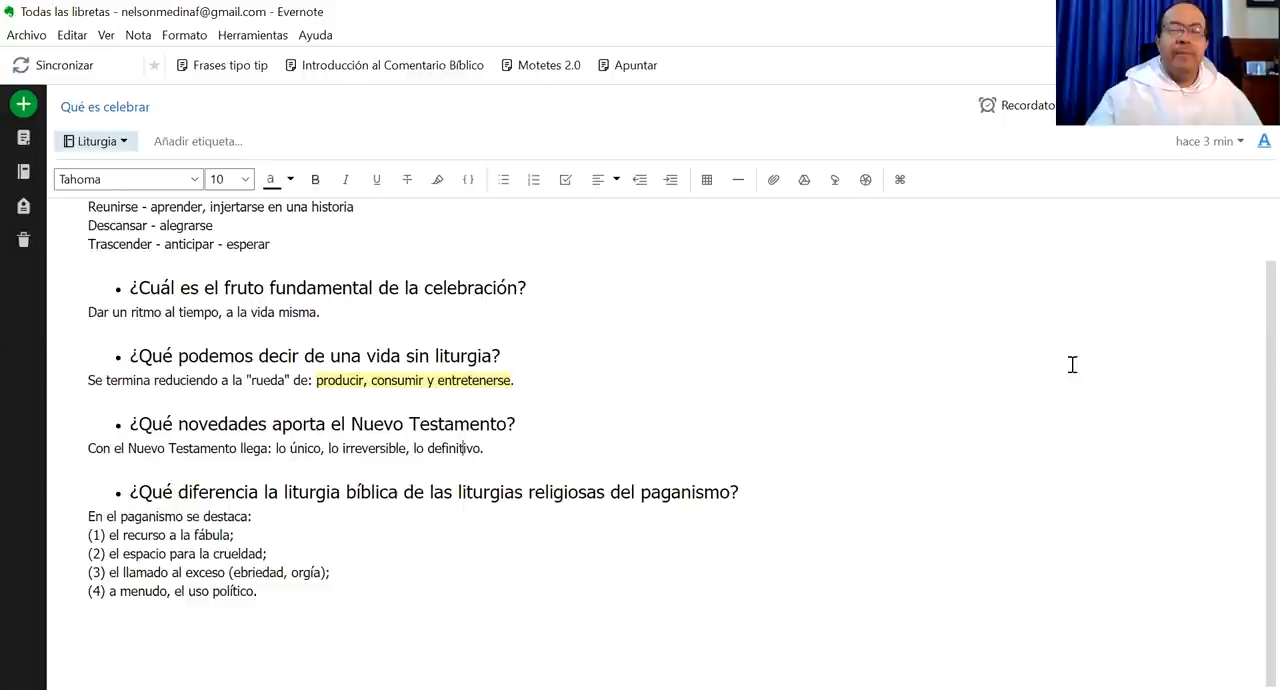 Todas las libretas - nelsonmedinaf@gmail.com - Evernote
Archivo Editar Ver Nota Formato Herramientas Ayuda
Sincronizar Frases tipo tip Introducción al Comentario Bíblico Motetes 2.0 Apuntar
Qué es celebrar Recordato
Liturgia Añadir etiqueta... hace 3 min
Tahoma 10
Reunirse - aprender, injertarse en una historia
Descansar - alegrarse
Trascender - anticipar - esperar
• ¿Cuál es el fruto fundamental de la celebración?
Dar un ritmo al tiempo, a la vida misma.
• ¿Qué podemos decir de una vida sin liturgia?
Se termina reduciendo a la "rueda" de: producir, consumir y entretenerse.
• ¿Qué novedades aporta el Nuevo Testamento?
Con el Nuevo Testamento llega: lo único, lo irreversible, lo definitivo.
• ¿Qué diferencia la liturgia bíblica de las liturgias religiosas del paganismo?
En el paganismo se destaca:
(1) el recurso a la fábula;
(2) el espacio para la crueldad;
(3) el llamado al exceso (ebriedad, orgía);
(4) a menudo, el uso político.